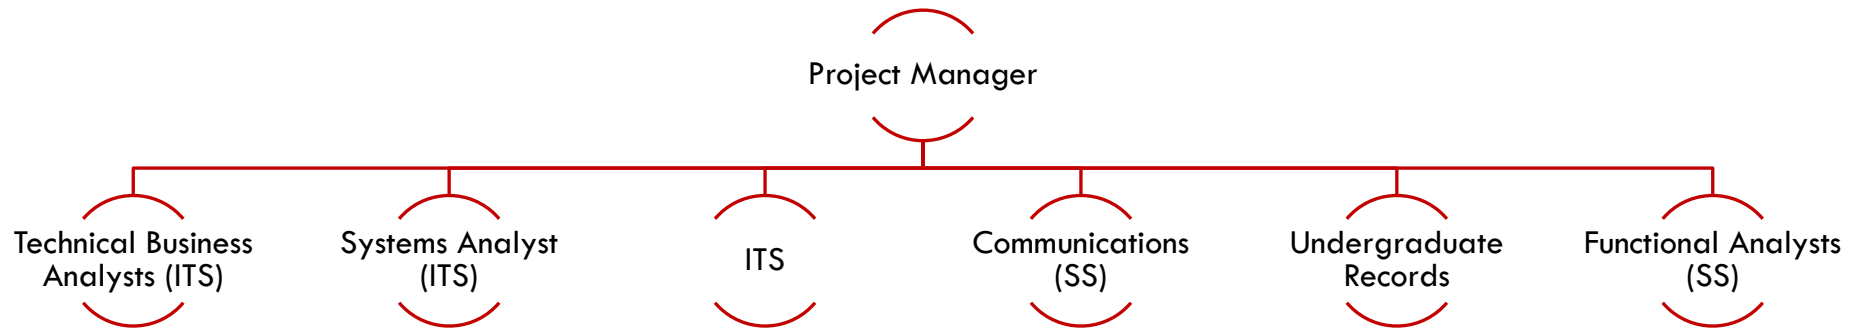 Project Manager
Technical Business
Analysts (ITS)
Systems Analyst
(ITS)
ITS
Communications
(SS)
Undergraduate
Records
Functional Analysts
(SS)